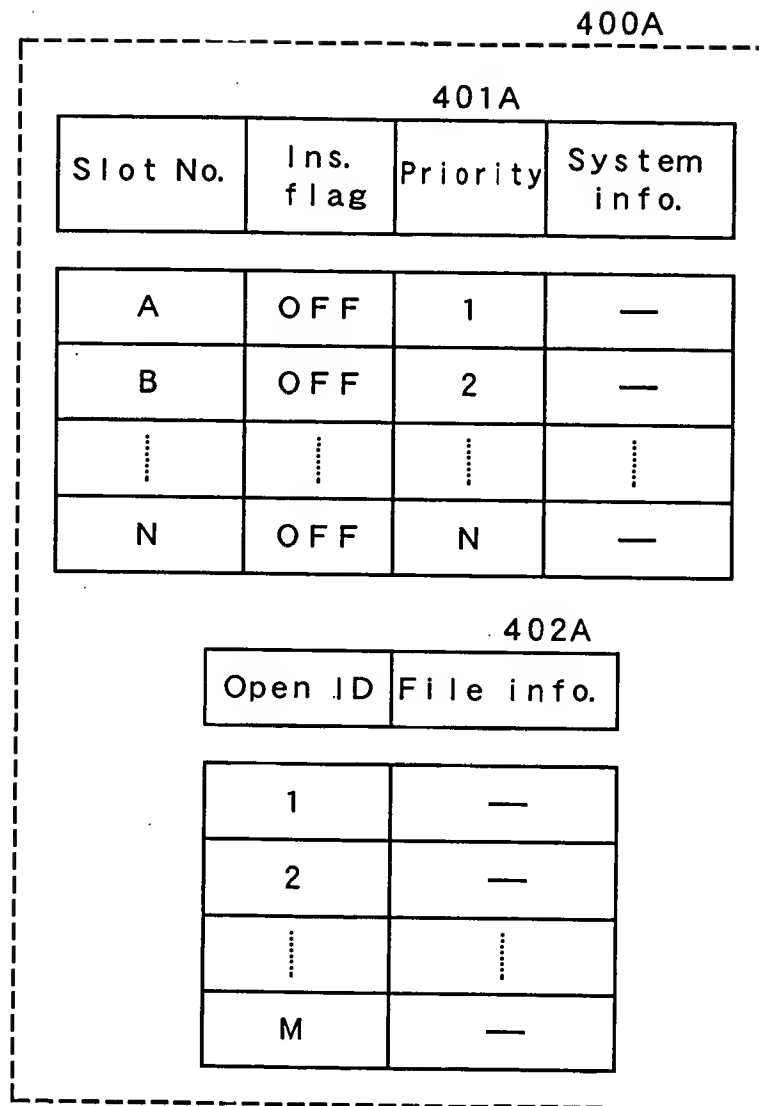 400A
401A
Slot No. Ins. flag Priority System info.
A OFF 1 —
B OFF 2 —
N OFF N —
402A
Open ID File info.
1 —
2 —
M —